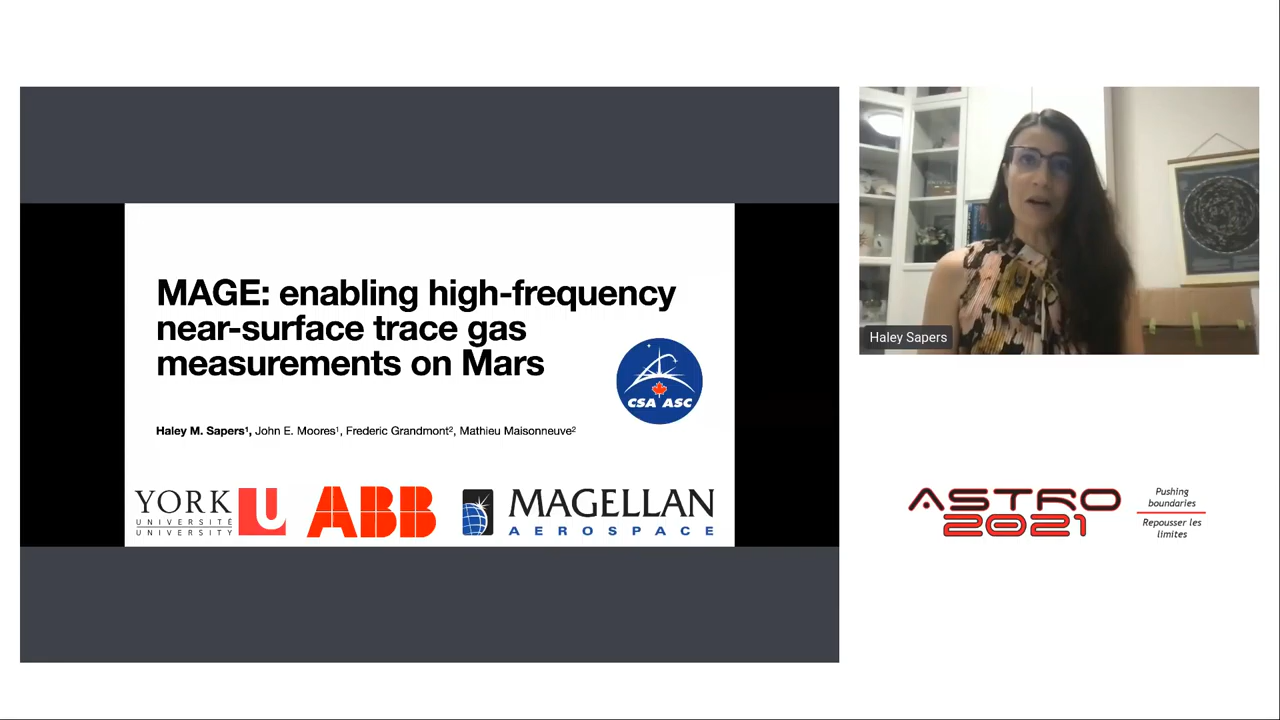 MAGE: enabling high-frequency
near-surface trace gas
measurements on Mars
CSA ASC
Haley M. Sapers¹, John E. Moores¹, Frederic Grandmont², Mathieu Maisonneuve²
YORK
UNIVERSITÉ
UNIVERSITY
U
ABB
MAGELLAN
AEROSPACE
Haley Sapers
ASTRO
2021
Pushing
boundaries
Repousser les
limites